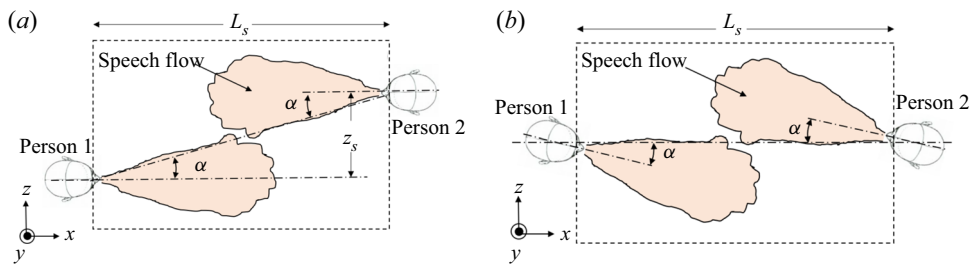 (a)
L_s
Speech flow
α
Person 2
Person 1
z_s
α
z
x
y
(b)
L_s
Speech flow
Person 1
Person 2
α
α
z
x
y